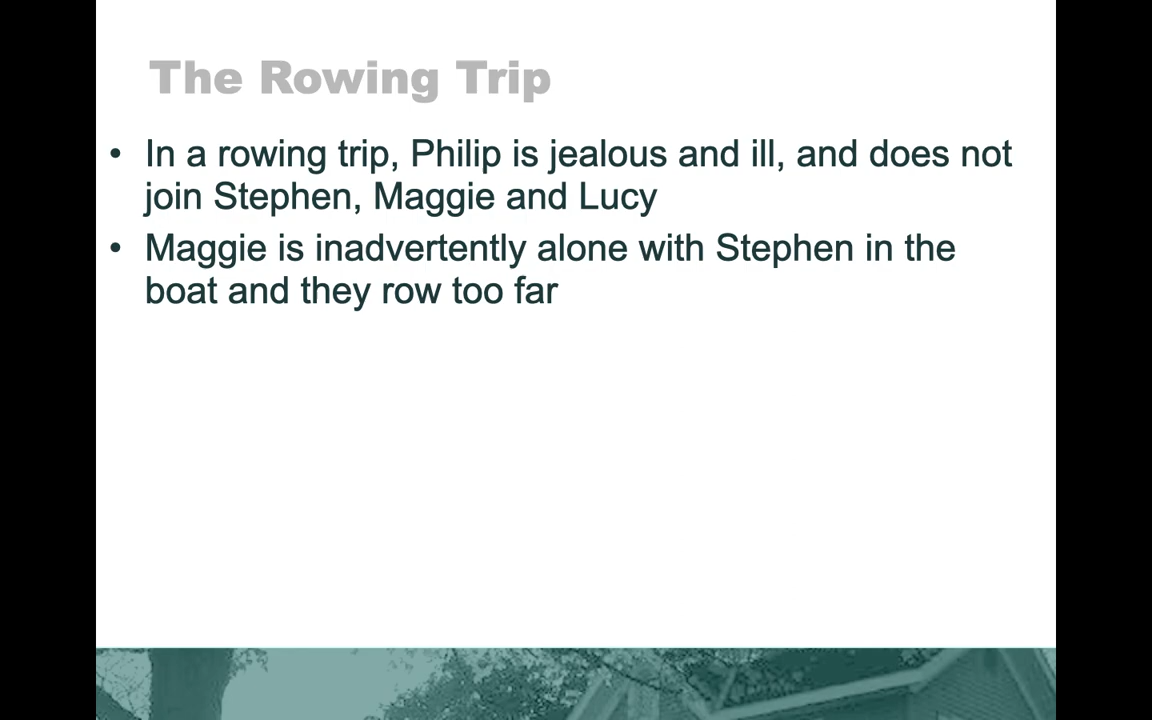 The Rowing Trip
• In a rowing trip, Philip is jealous and ill, and does not
join Stephen, Maggie and Lucy
• Maggie is inadvertently alone with Stephen in the
boat and they row too far